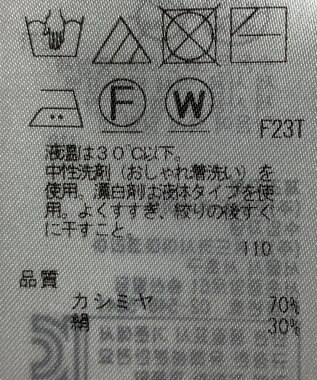 F W
F23T
液温は30℃以下。
中性洗剤（おしゃれ着洗い）を
使用。漂白剤は液体タイプを使
用。よくすすぎ、絞りの後すぐ
に干すこと。
110
品質
カシミヤ 70%
絹 30%